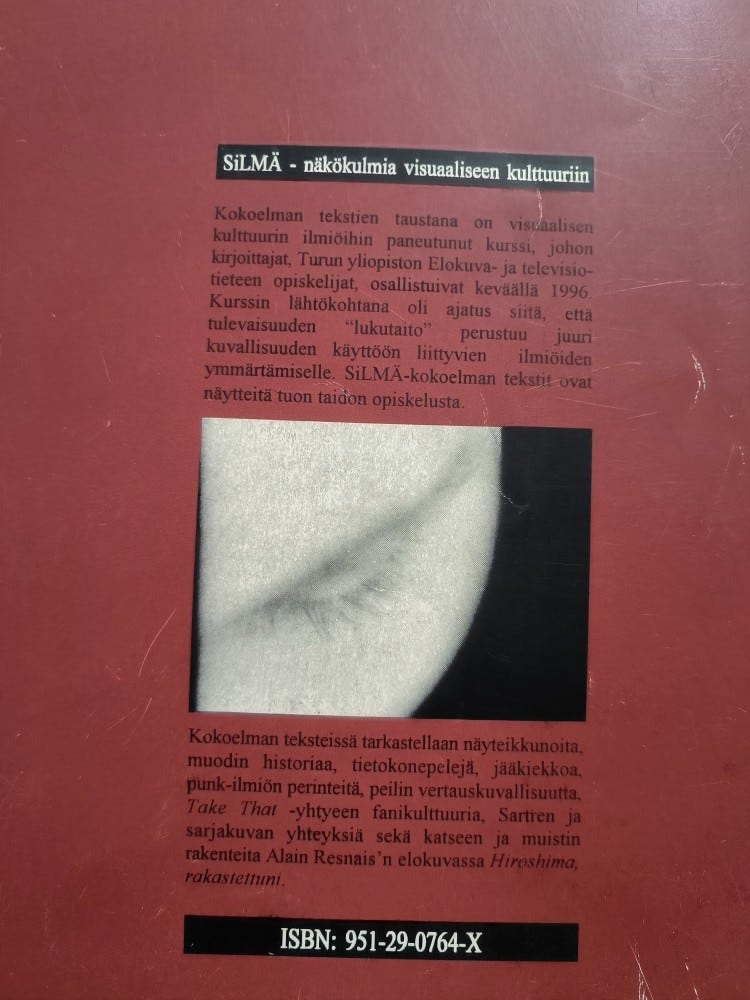 SiLMÄ - näkökulmia visuaaliseen kulttuuriin
Kokoelman tekstien taustana on visuaalisen
kulttuurin ilmiöihin paneutunut kurssi, johon
kirjoittajat, Turun yliopiston Elokuva- ja televisio-
tieteen opiskelijat, osallistuivat keväällä 1996.
Kurssin lähtökohtana oli ajatus siitä, että
tulevaisuuden “lukutaito” perustuu juuri
kuvallisuuden käyttöön liittyvien ilmiöiden
ymmärtämiselle. SiLMÄ-kokoelman tekstit ovat
näytteitä tuon taidon opiskelusta.
Kokoelman teksteissä tarkastellaan näyteikkunoita,
muodin historiaa, tietokonepelejä, jääkiekkoa,
punk-ilmiön perinteitä, peilin vertauskuvallisuutta,
Take That -yhtyeen fanikulttuuria, Sartren ja
sarjakuvan yhteyksiä sekä katseen ja muistin
rakenteita Alain Resnais'n elokuvassa Hiroshima,
rakastettuni.
ISBN: 951-29-0764-X